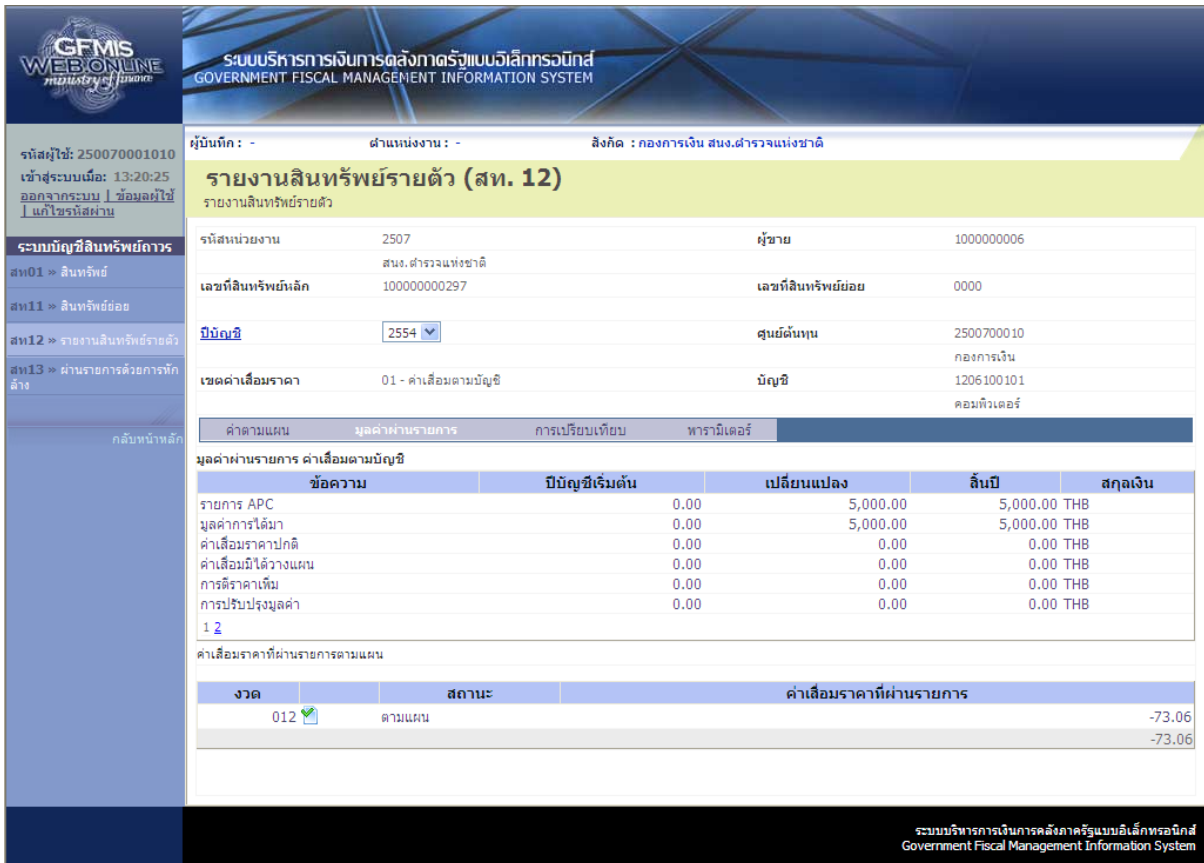 GFMIS
WEB ONLINE
ministry of finance
ระบบบริหารการเงินการคลังภาครัฐแบบอิเล็กทรอนิกส์
GOVERNMENT FISCAL MANAGEMENT INFORMATION SYSTEM
รหัสผู้ใช้: 250070001010
เข้าสู่ระบบเมื่อ: 13:20:25
ออกจากระบบ | ข้อมูลผู้ใช้
| แก้ไขรหัสผ่าน
ระบบบัญชีสินทรัพย์ถาวร
สท01 » สินทรัพย์
สท11 » สินทรัพย์ย่อย
สท12 » รายงานสินทรัพย์รายตัว
สท13 » ผ่านรายการด้วยการหัก
ล้าง
กลับหน้าหลัก
ผู้บันทึก : - ตำแหน่งงาน : - สังกัด : กองการเงิน สนง.ตำรวจแห่งชาติ
รายงานสินทรัพย์รายตัว (สท. 12)
รายงานสินทรัพย์รายตัว
รหัสหน่วยงาน 2507 ผู้ขาย 1000000006
สนง.ตำรวจแห่งชาติ
เลขที่สินทรัพย์หลัก 100000000297 เลขที่สินทรัพย์ย่อย 0000
ปีบัญชี 2554 ศูนย์ต้นทุน 2500700010
กองการเงิน
เขตค่าเสื่อมราคา 01 - ค่าเสื่อมตามบัญชี บัญชี 1206100101
คอมพิวเตอร์
ค่าตามแผน มูลค่าผ่านรายการ การเปรียบเทียบ พารามิเตอร์
มูลค่าผ่านรายการ ค่าเสื่อมตามบัญชี
ข้อความ ปีบัญชีเริ่มต้น เปลี่ยนแปลง สิ้นปี สกุลเงิน
รายการ APC 0.00 5,000.00 5,000.00 THB
มูลค่าการได้มา 0.00 5,000.00 5,000.00 THB
ค่าเสื่อมราคาปกติ 0.00 0.00 0.00 THB
ค่าเสื่อมมิได้วางแผน 0.00 0.00 0.00 THB
การตีราคาเพิ่ม 0.00 0.00 0.00 THB
การปรับปรุงมูลค่า 0.00 0.00 0.00 THB
1 2
ค่าเสื่อมราคาที่ผ่านรายการตามแผน
งวด สถานะ ค่าเสื่อมราคาที่ผ่านรายการ
012 ตามแผน -73.06
-73.06
ระบบบริหารการเงินการคลังภาครัฐแบบอิเล็กทรอนิกส์
Government Fiscal Management Information System